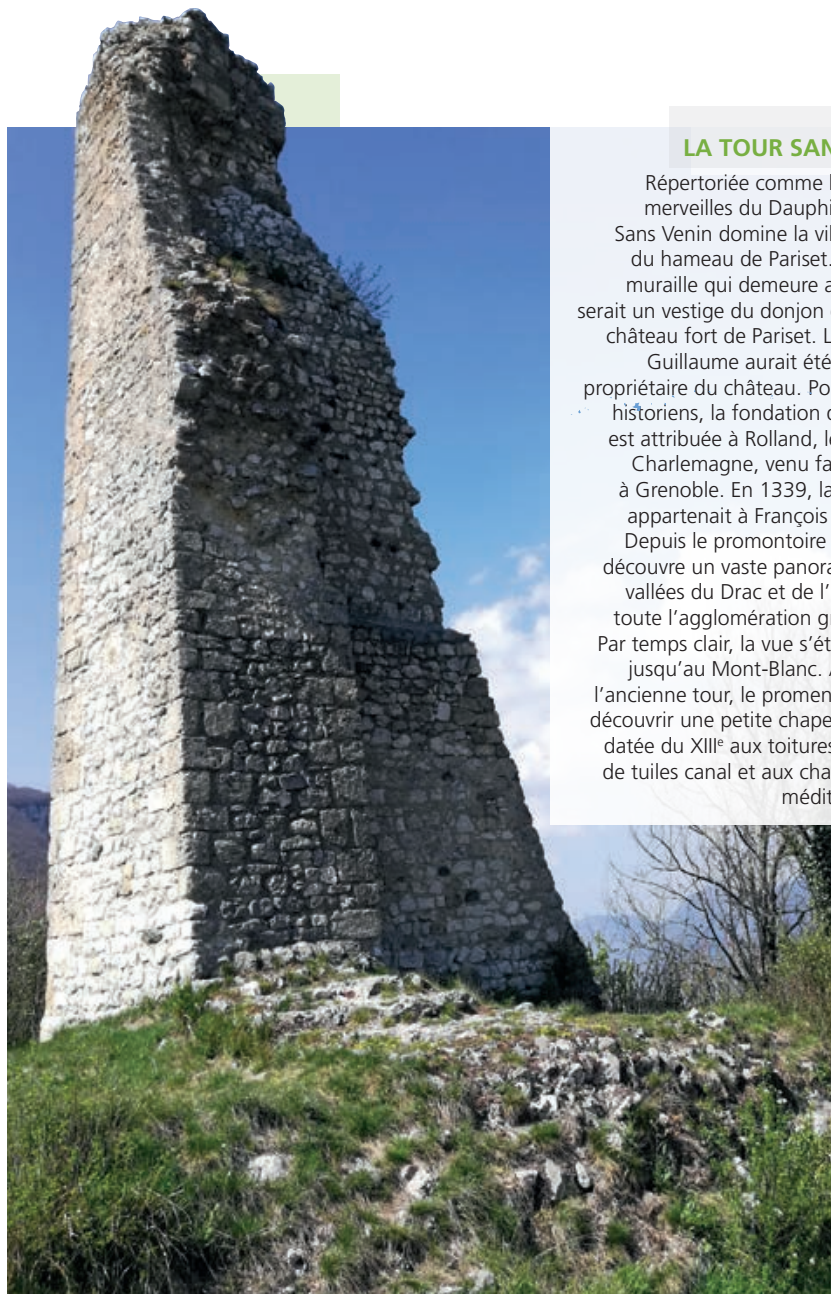 LA TOUR SAN
Répertoriée comme l
merveilles du Dauphi
Sans Venin domine la vil
du hameau de Pariset.
muraille qui demeure a
serait un vestige du donjon
château fort de Pariset. L
Guillaume aurait été
propriétaire du château. Po
historiens, la fondation d
est attribuée à Rolland, le
Charlemagne, venu fa
à Grenoble. En 1339, la
appartenait à François
Depuis le promontoire
découvre un vaste panora
vallées du Drac et de l’
toute l’agglomération gr
Par temps clair, la vue s’ét
jusqu’au Mont-Blanc. A
l’ancienne tour, le promen
découvrir une petite chape
datée du XIIIᵉ aux toitures
de tuiles canal et aux cha
médit